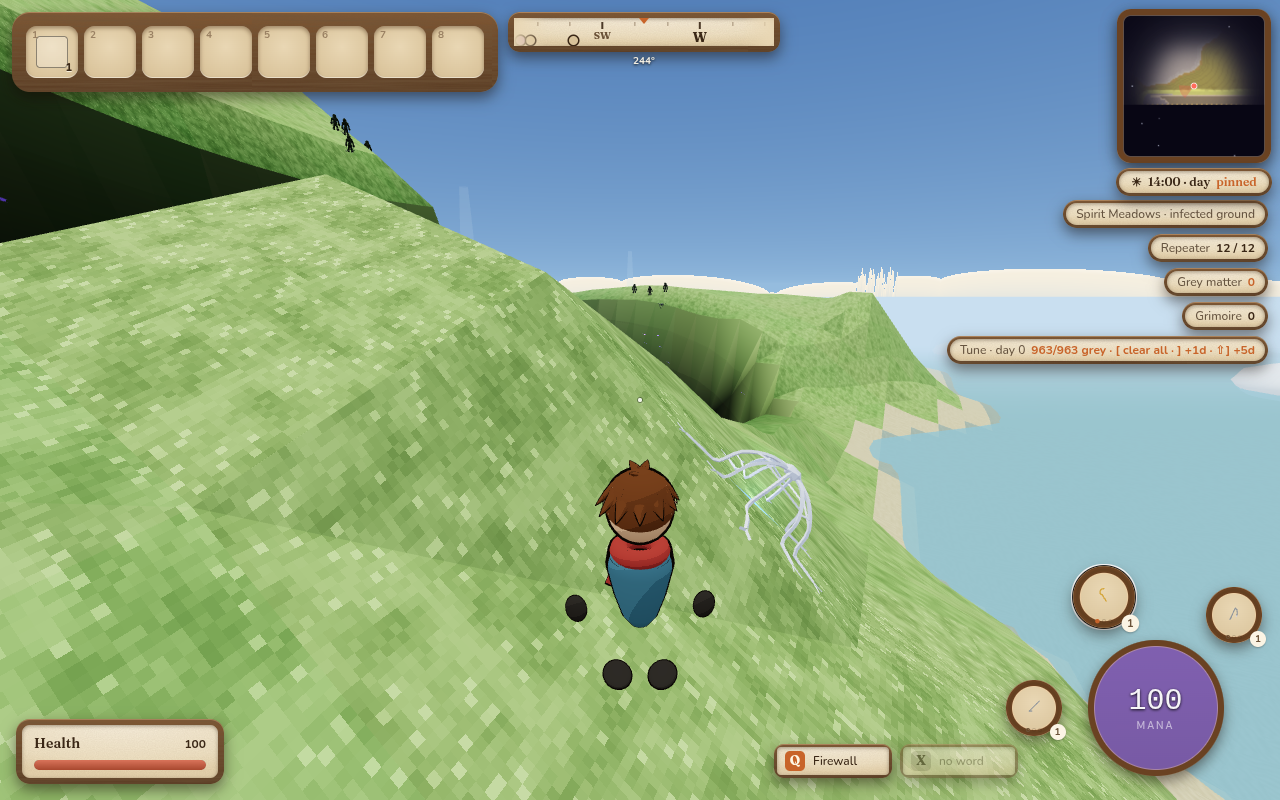 1 2 3 4 5 6 7 8
1
SW W
244°
14:00 · day pinned
Spirit Meadows · infected ground
Repeater 12 / 12
Grey matter 0
Grimoire 0
Tune · day 0 963/963 grey · [ clear all · ] +1d · ⇧] +5d
1
1
1
100
MANA
Health 100
Q Firewall
X no word